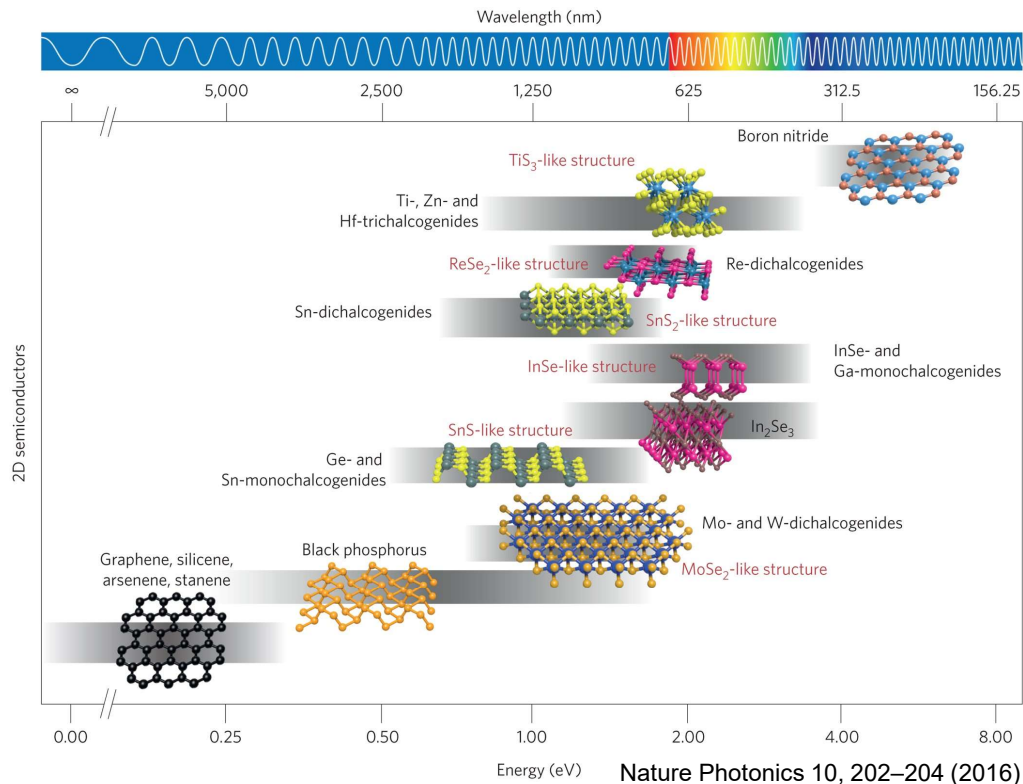 Wavelength (nm)
∞ 5,000 2,500 1,250 625 312.5 156.25
Boron nitride
TiS₃-like structure
Ti-, Zn- and
Hf-trichalcogenides
ReSe₂-like structure
Re-dichalcogenides
Sn-dichalcogenides
SnS₂-like structure
InSe-like structure
InSe- and
Ga-monochalcogenides
In₂Se₃
SnS-like structure
Ge- and
Sn-monochalcogenides
Mo- and W-dichalcogenides
Black phosphorus
MoSe₂-like structure
Graphene, silicene,
arsenene, stanene
2D semiconductors
0.00 0.25 0.50 1.00 2.00 4.00 8.00
Energy (eV)
Nature Photonics 10, 202–204 (2016)